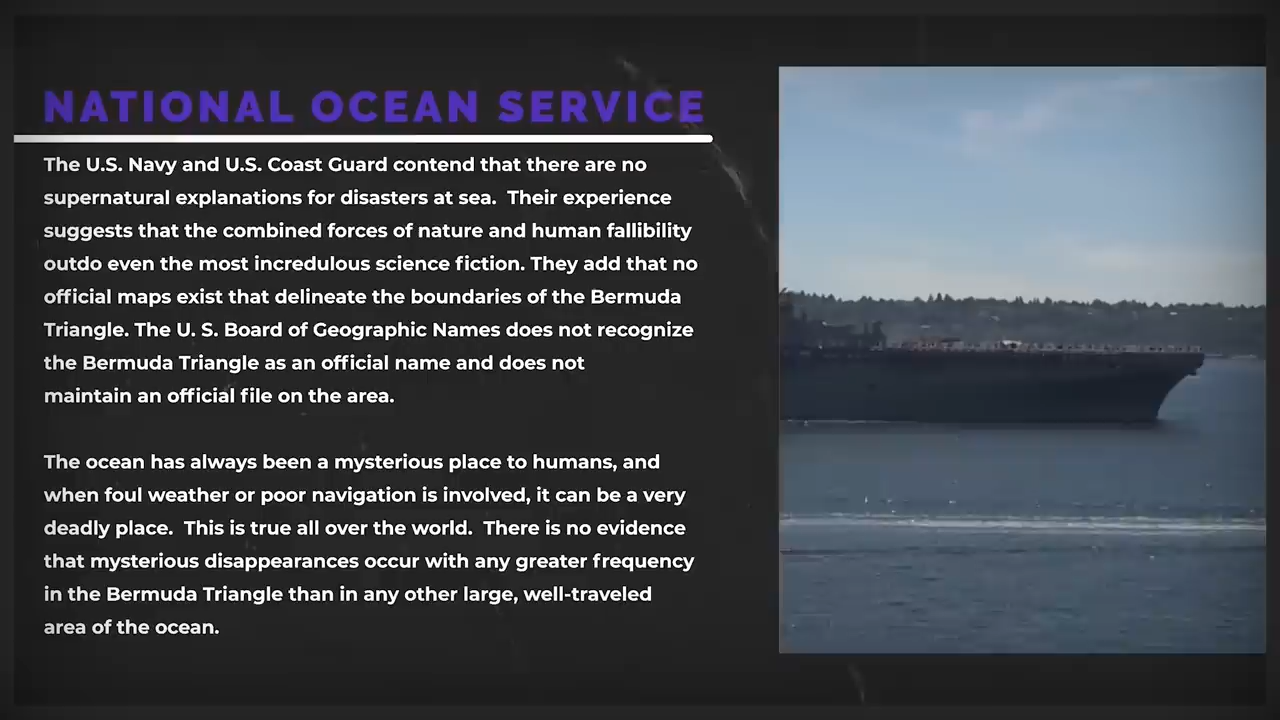 NATIONAL OCEAN SERVICE
The U.S. Navy and U.S. Coast Guard contend that there are no
supernatural explanations for disasters at sea.  Their experience
suggests that the combined forces of nature and human fallibility
outdo even the most incredulous science fiction. They add that no
official maps exist that delineate the boundaries of the Bermuda
Triangle. The U. S. Board of Geographic Names does not recognize
the Bermuda Triangle as an official name and does not
maintain an official file on the area.
The ocean has always been a mysterious place to humans, and
when foul weather or poor navigation is involved, it can be a very
deadly place.  This is true all over the world.  There is no evidence
that mysterious disappearances occur with any greater frequency
in the Bermuda Triangle than in any other large, well-traveled
area of the ocean.